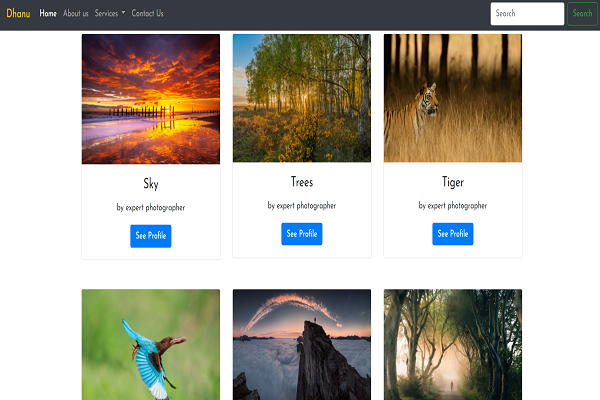 Dhanu Home About us Services Contact Us Search Search
Sky Trees Tiger
by expert photographer by expert photographer by expert photographer
See Profile See Profile See Profile